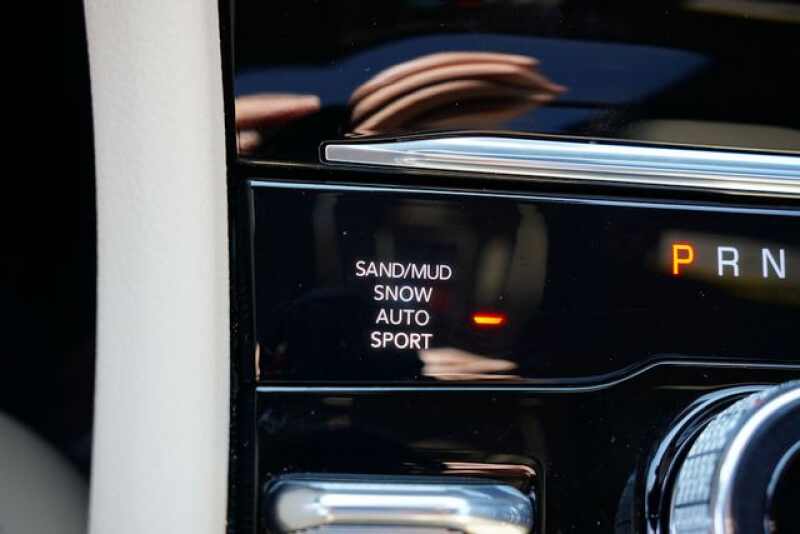 SAND/MUD
SNOW
AUTO
SPORT
P R N